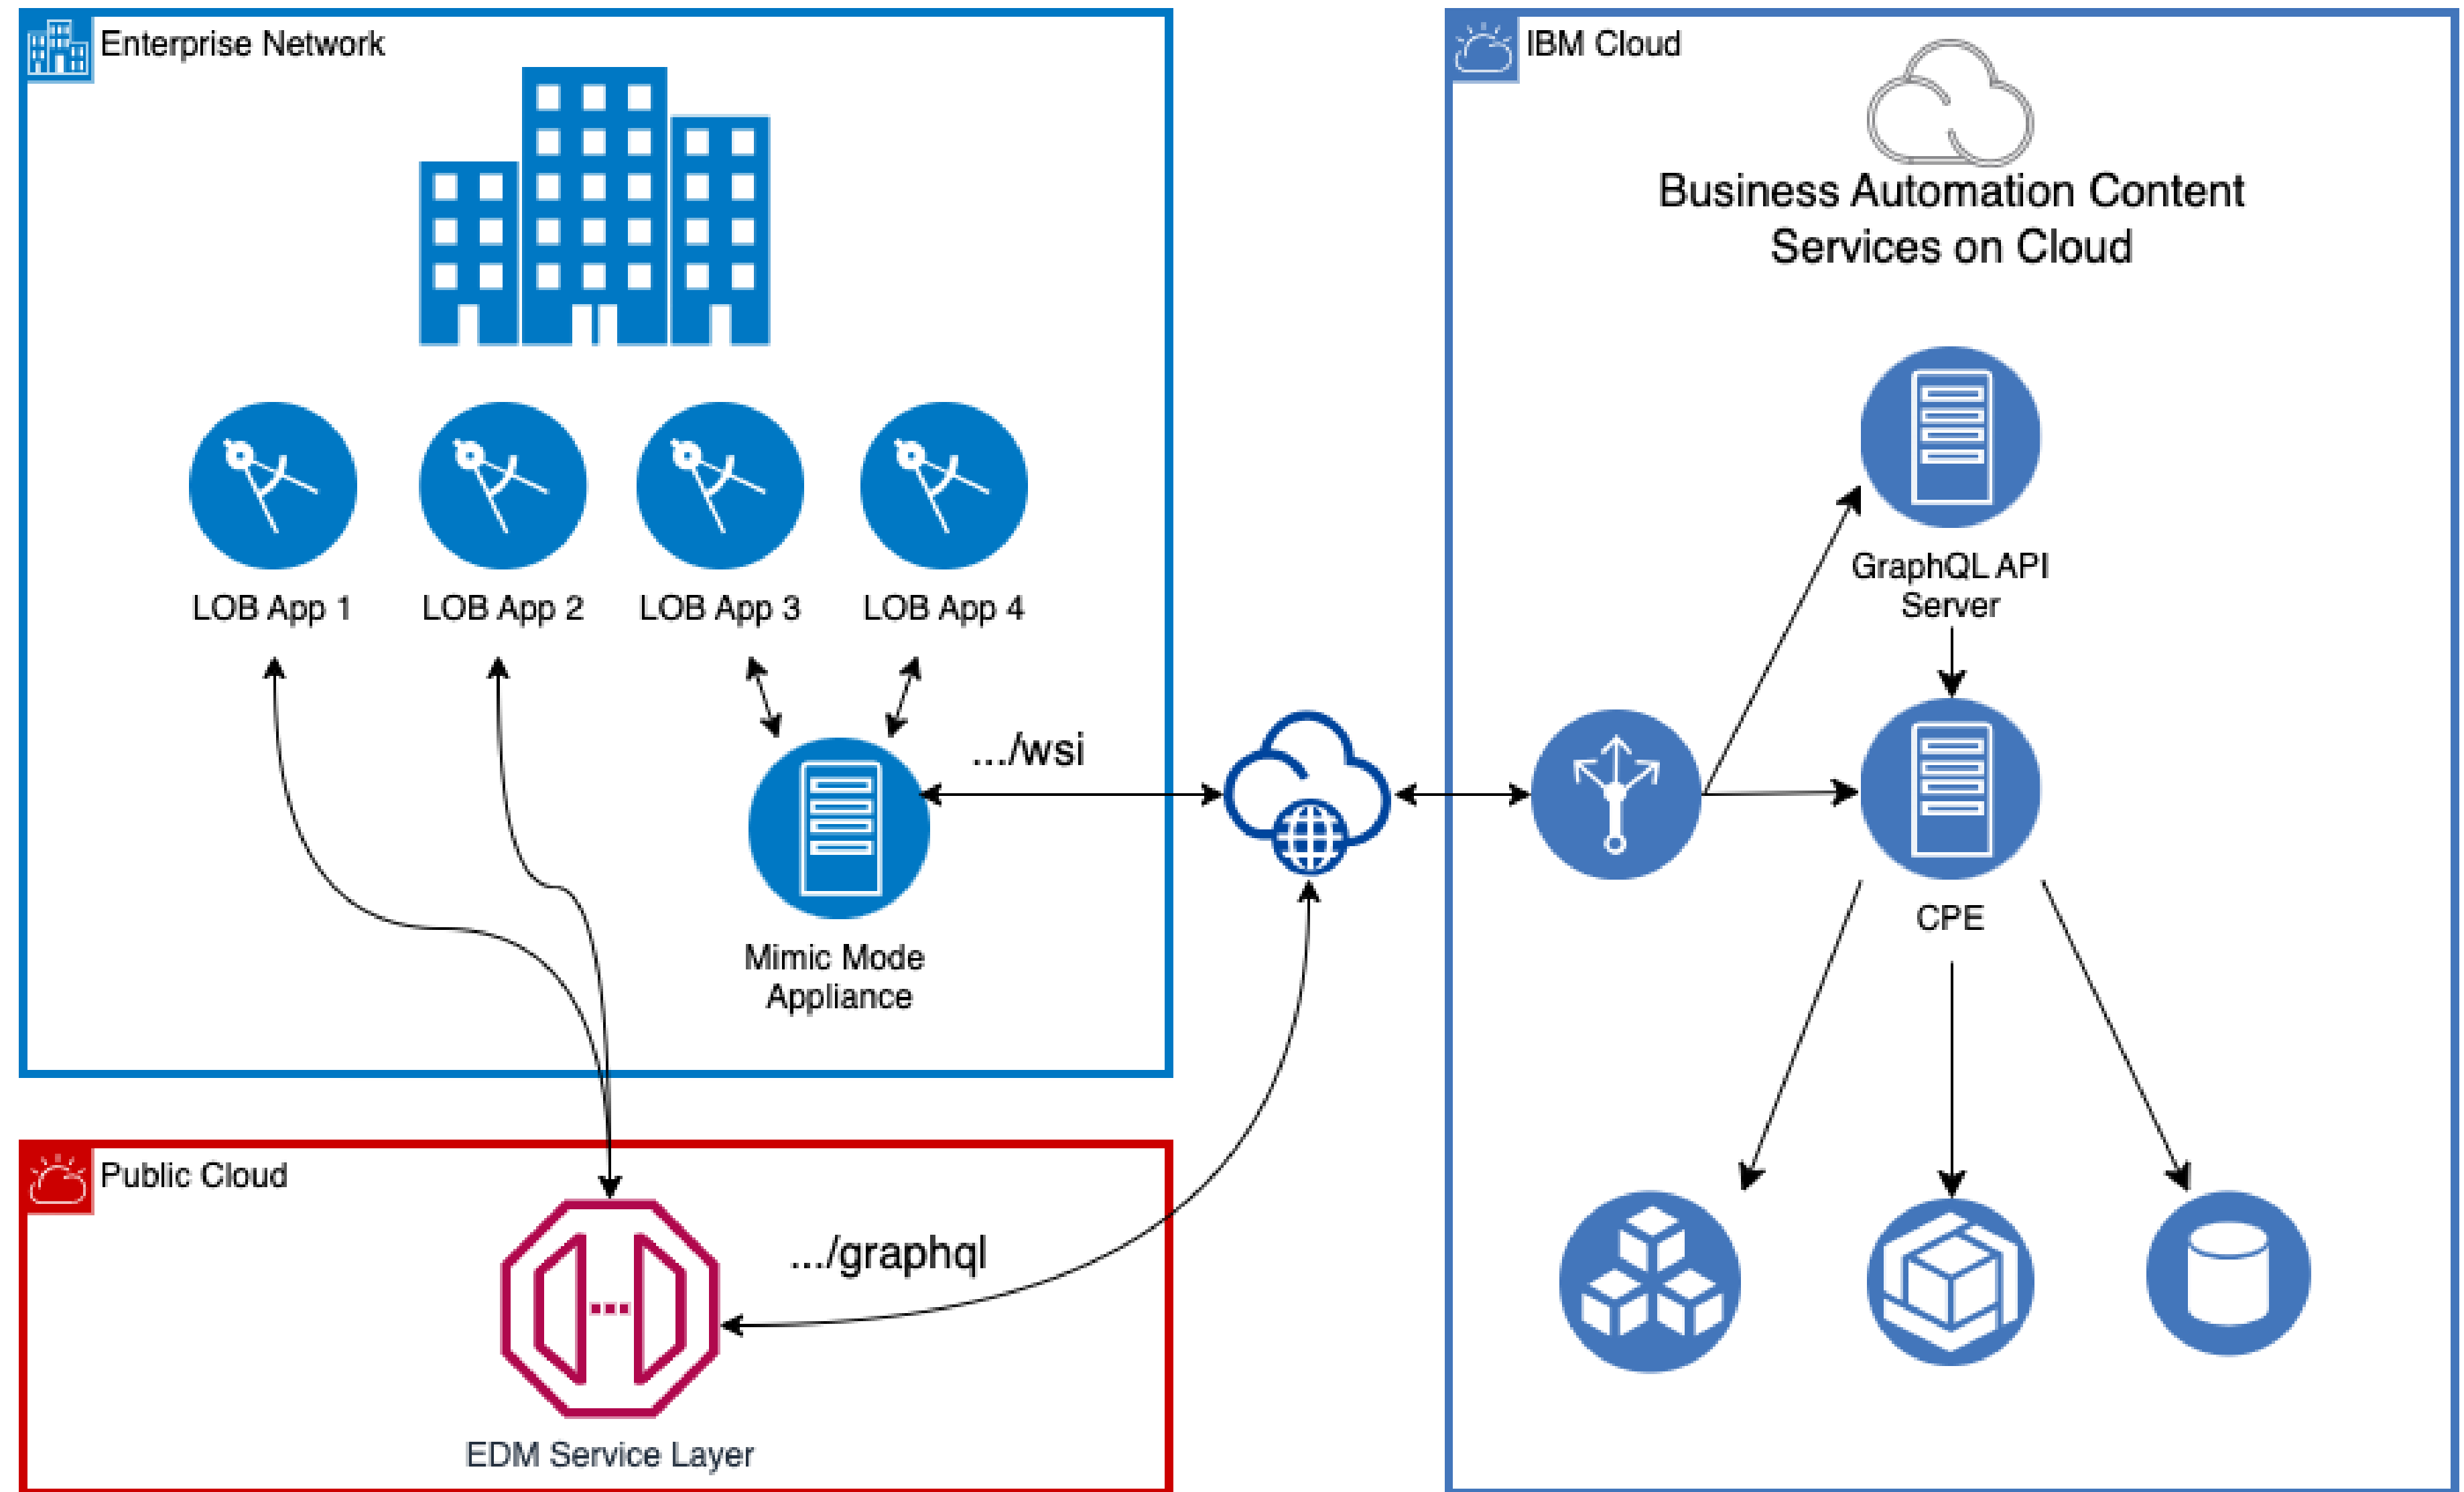 Enterprise Network
IBM Cloud
Business Automation Content
Services on Cloud
LOB App 1
LOB App 2
LOB App 3
LOB App 4
GraphQL API
Server
.../wsi
CPE
Mimic Mode
Appliance
Public Cloud
.../graphql
EDM Service Layer